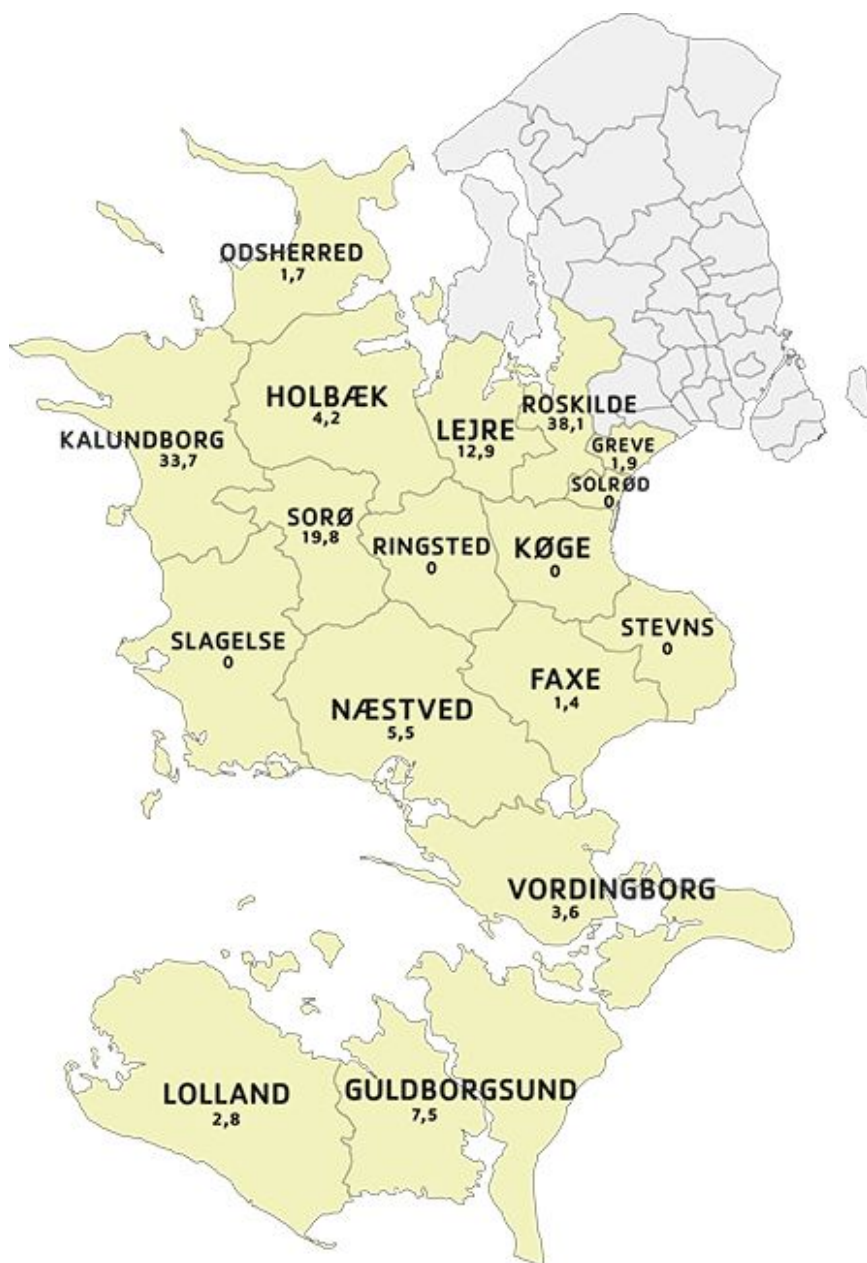 ODSHERRED
1,7
HOLBÆK
4,2
KALUNDBORG
33,7
LEJRE
12,9
ROSKILDE
38,1
GREVE
1,9
SOLRØD
0
SORØ
19,8
RINGSTED
0
KØGE
0
SLAGELSE
0
STEVNS
0
FAXE
1,4
NÆSTVED
5,5
VORDINGBORG
3,6
LOLLAND
2,8
GULDBORGSUND
7,5